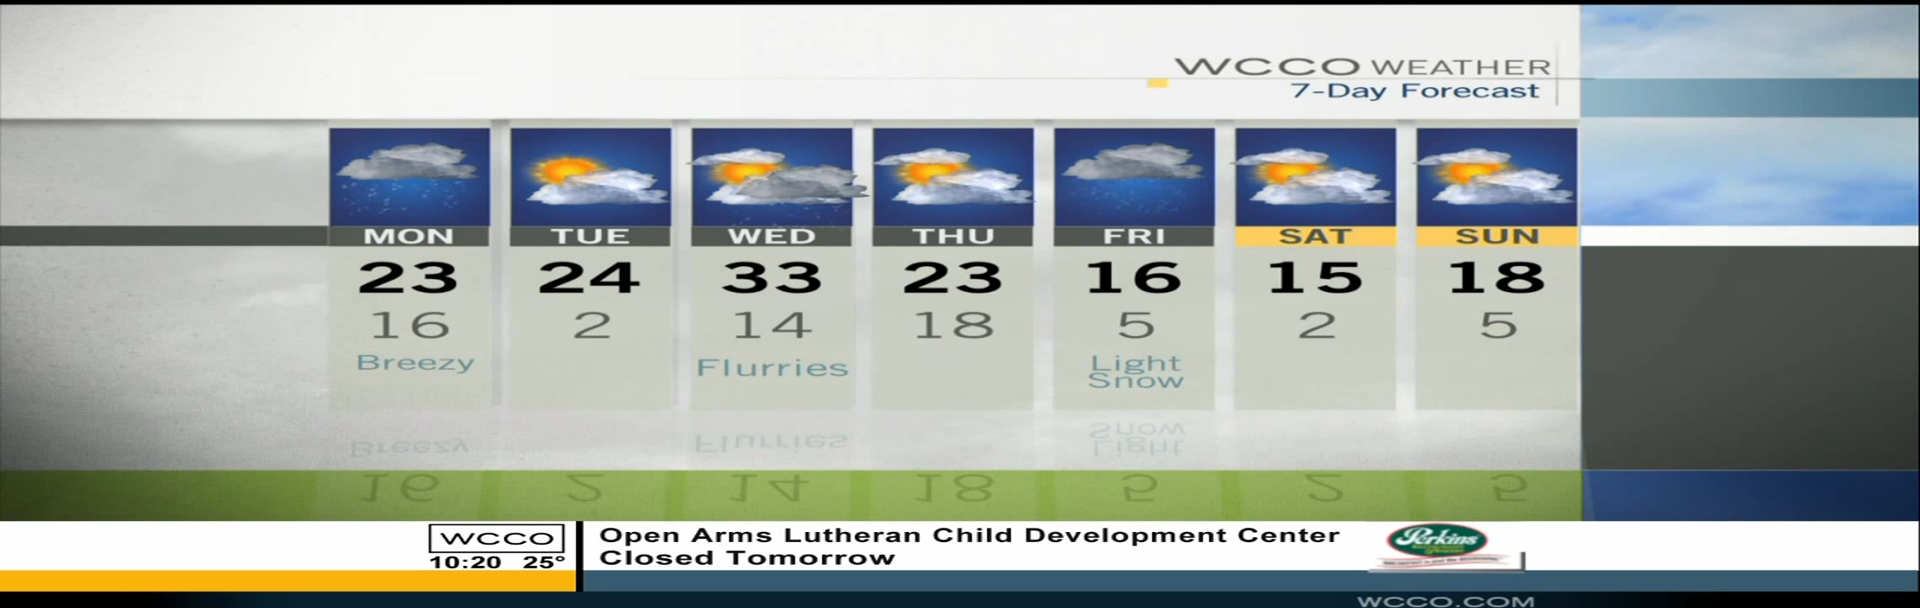 WCCO WEATHER
7-Day Forecast
MON TUE WED THU FRI SAT SUN
23 24 33 23 16 15 18
16 2 14 18 5 2 5
Breezy Flurries Light Snow
WCCO
10:20 25°
Open Arms Lutheran Child Development Center
Closed Tomorrow
Perkins
WCCO.COM